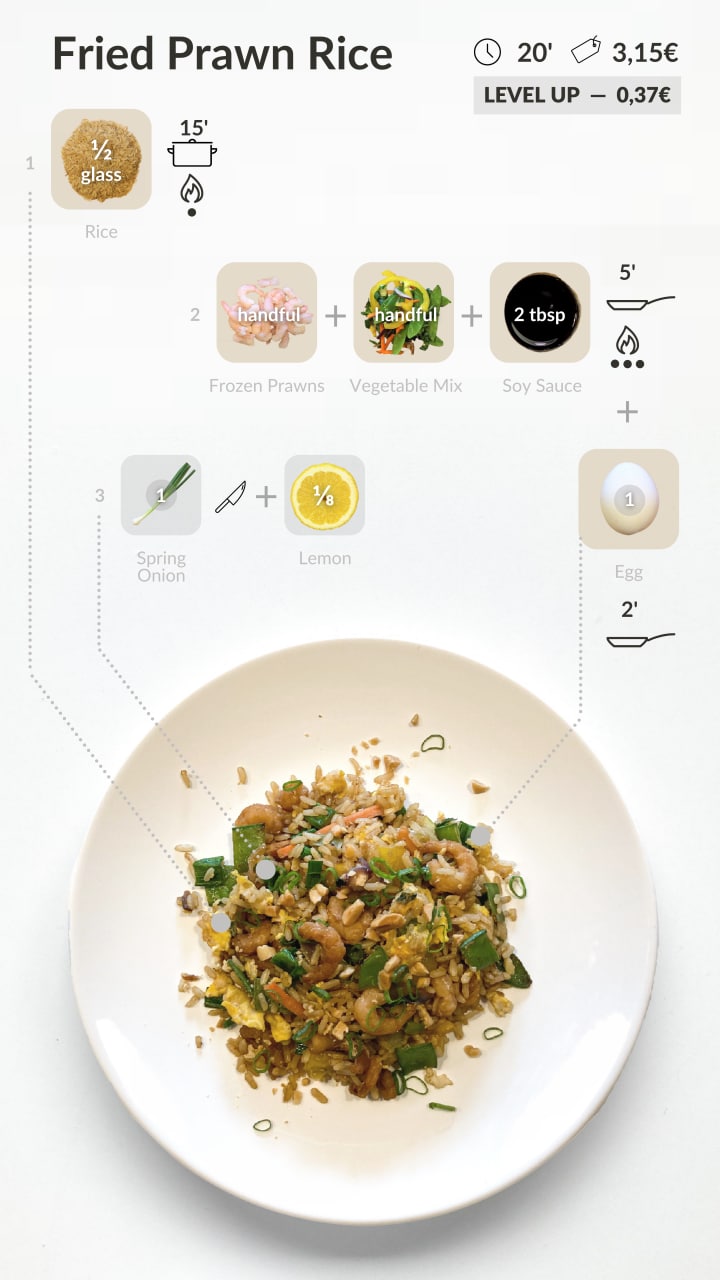 Fried Prawn Rice
20' 3,15€
LEVEL UP — 0,37€
1
½
glass
15'
Rice
2
handful + handful + 2 tbsp
5'
Frozen Prawns Vegetable Mix Soy Sauce
+
3
1 + ⅛
1
Spring
Onion
Lemon
Egg
2'